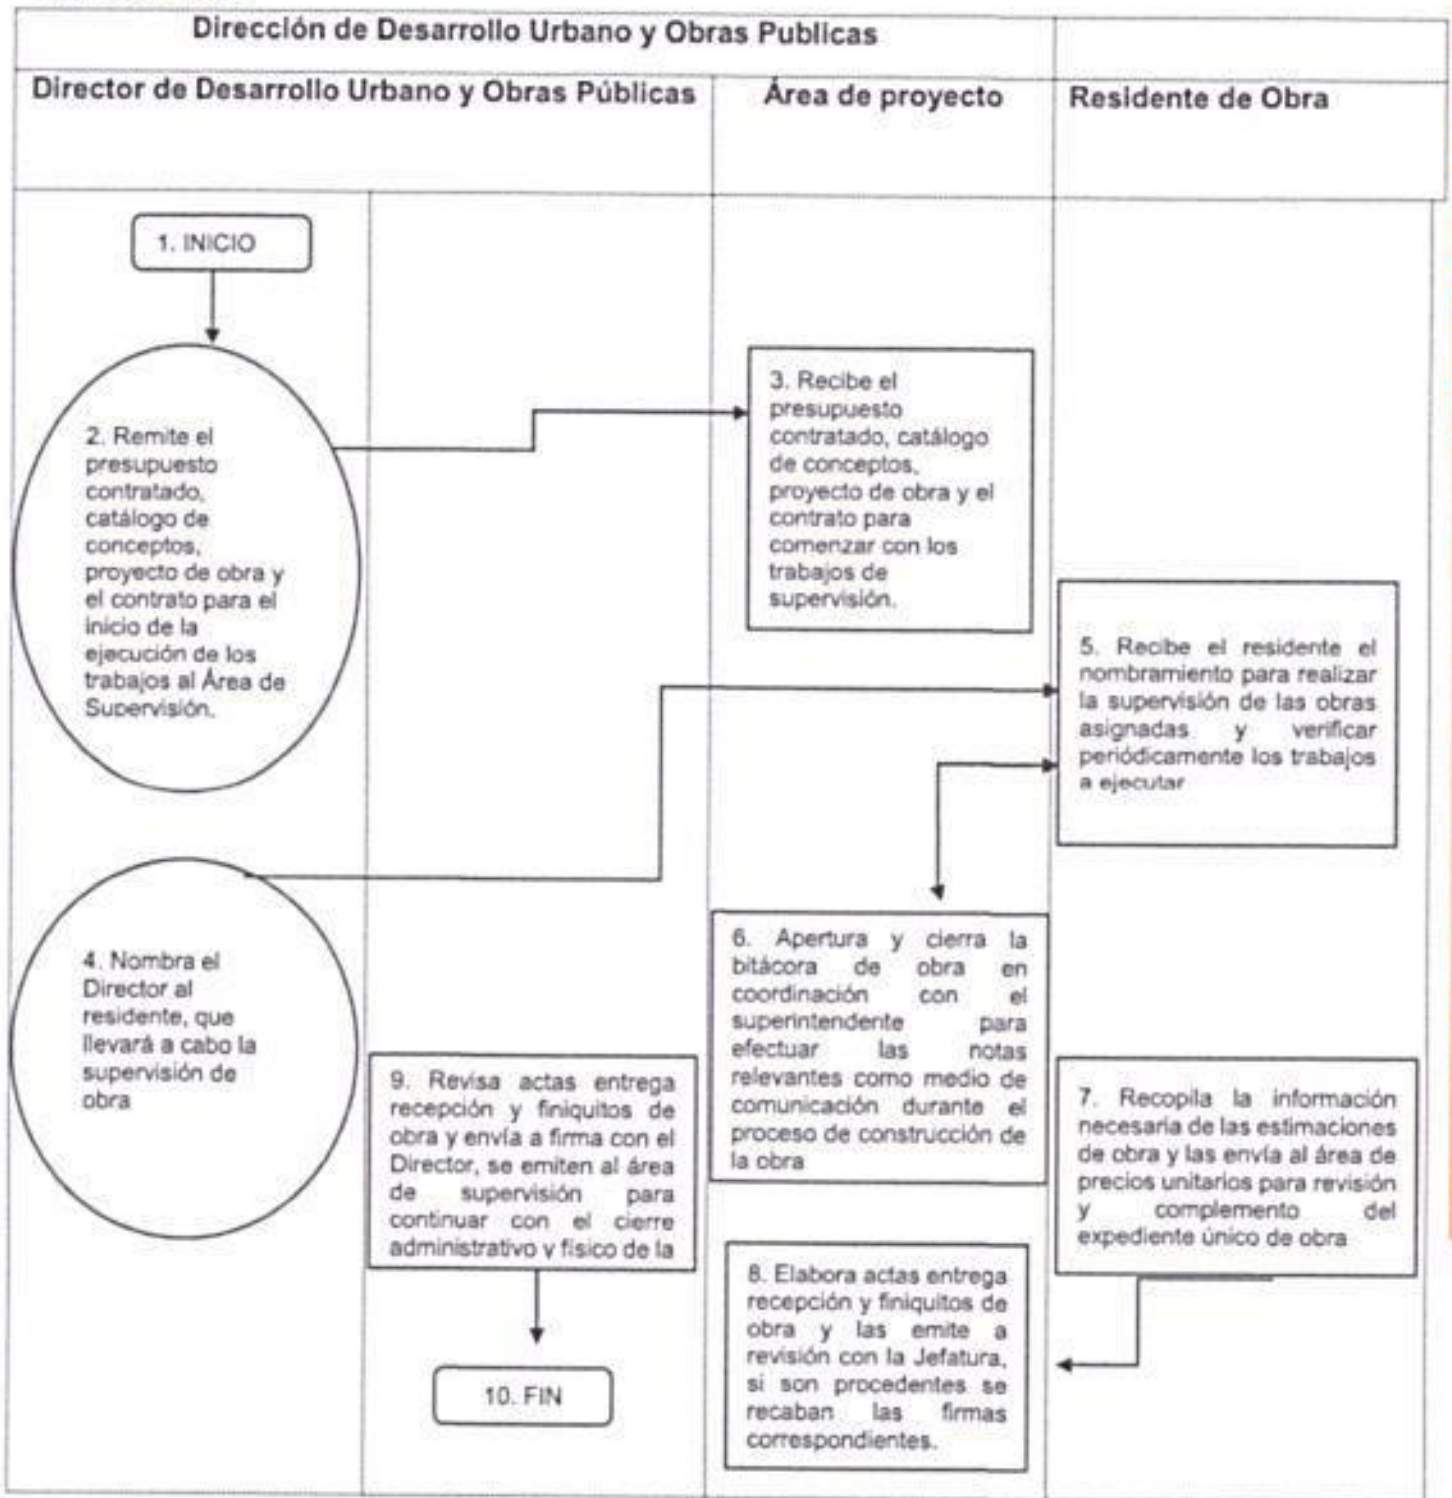 Dirección de Desarrollo Urbano y Obras Publicas
Director de Desarrollo Urbano y Obras Públicas
Área de proyecto
Residente de Obra
1. INICIO
2. Remite el
presupuesto
contratado,
catálogo de
conceptos,
proyecto de obra y
el contrato para el
inicio de la
ejecución de los
trabajos al Área de
Supervisión.
3. Recibe el
presupuesto
contratado, catálogo
de conceptos,
proyecto de obra y el
contrato para
comenzar con los
trabajos de
supervisión.
4. Nombra el
Director al
residente, que
llevará a cabo la
supervisión de
obra
5. Recibe el residente el
nombramiento para realizar
la supervisión de las obras
asignadas y verificar
periódicamente los trabajos
a ejecutar
6. Apertura y cierra la
bitácora de obra en
coordinación con el
superintendente para
efectuar las notas
relevantes como medio de
comunicación durante el
proceso de construcción de
la obra
7. Recopila la información
necesaria de las estimaciones
de obra y las envía al área de
precios unitarios para revisión
y complemento del
expediente único de obra
8. Elabora actas entrega
recepción y finiquitos de
obra y las emite a
revisión con la Jefatura,
si son procedentes se
recaban las firmas
correspondientes.
9. Revisa actas entrega
recepción y finiquitos de
obra y envía a firma con el
Director, se emiten al área
de supervisión para
continuar con el cierre
administrativo y físico de la
10. FIN